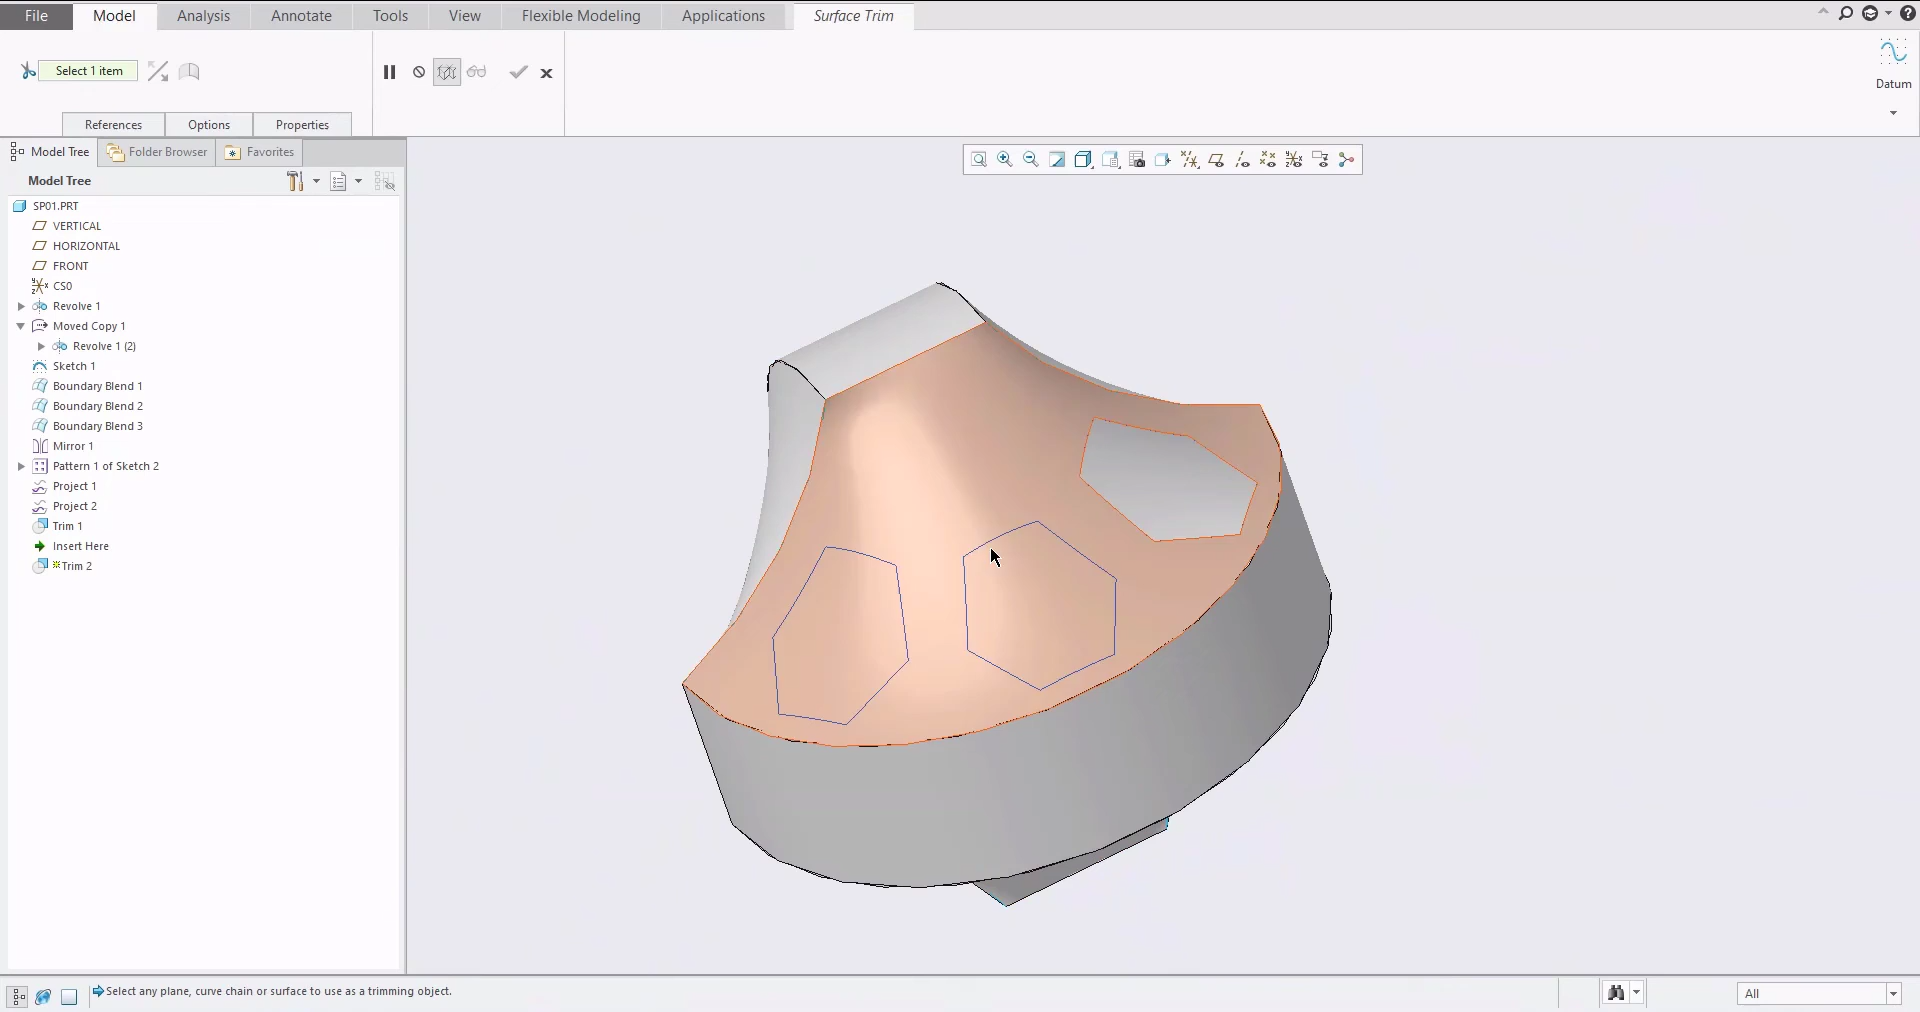 File Model Analysis Annotate Tools View Flexible Modeling Applications Surface Trim
Select 1 item
Datum
References Options Properties
Model Tree Folder Browser Favorites
Model Tree
SP01.PRT
VERTICAL
HORIZONTAL
FRONT
CS0
Revolve 1
Moved Copy 1
Revolve 1 (2)
Sketch 1
Boundary Blend 1
Boundary Blend 2
Boundary Blend 3
Mirror 1
Pattern 1 of Sketch 2
Project 1
Project 2
Trim 1
Insert Here
Trim 2
Select any plane, curve chain or surface to use as a trimming object.
All